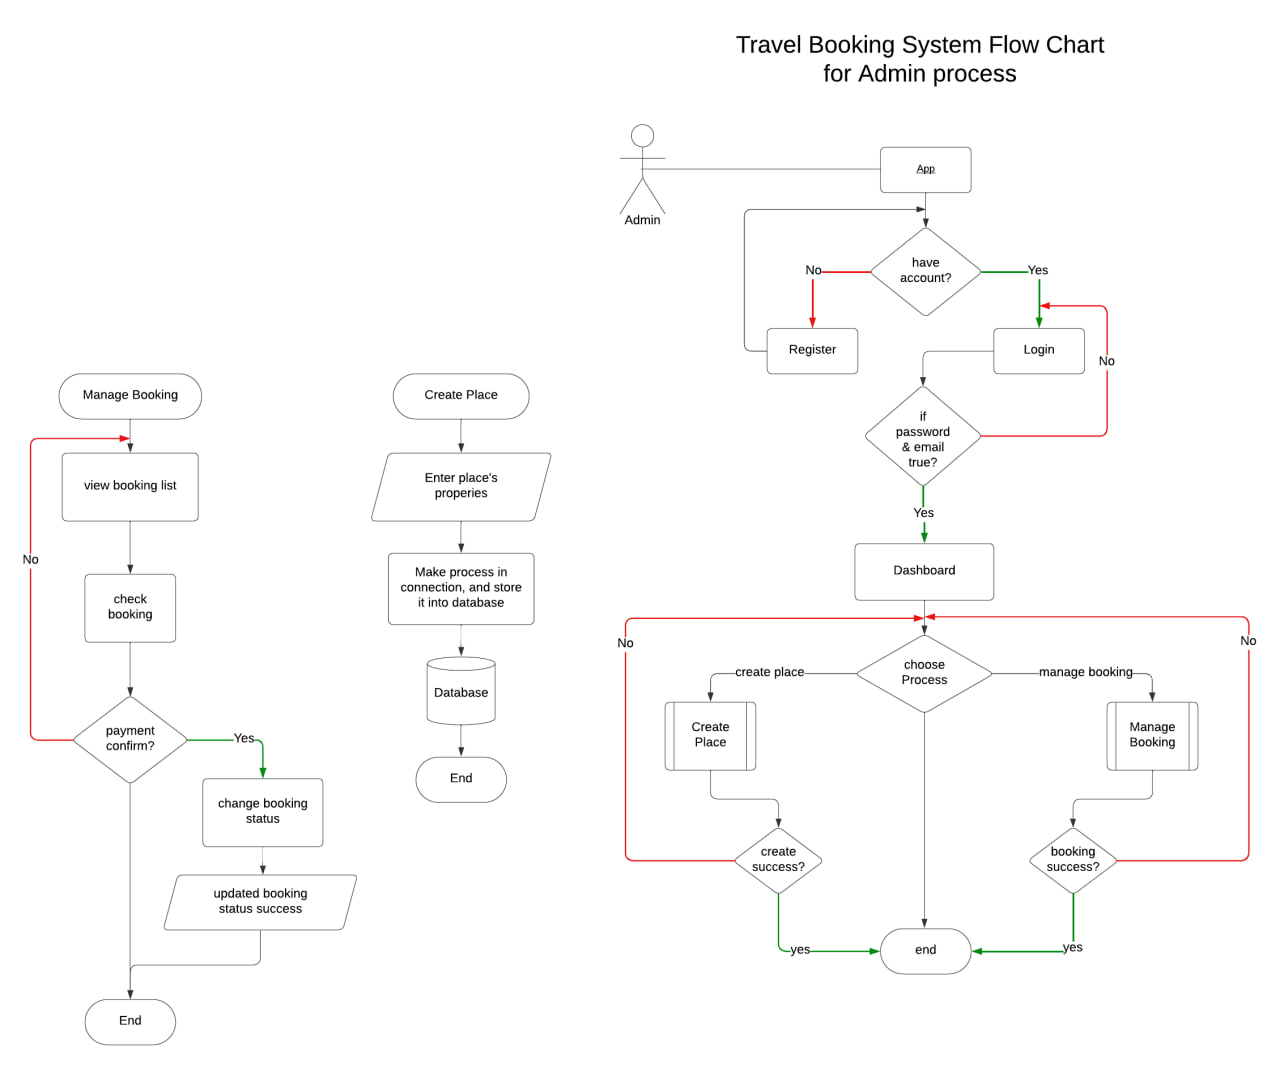 Travel Booking System Flow Chart
for Admin process
Admin
App
have
account?
No
Yes
Register
Login
No
if
password
& email
true?
Yes
Dashboard
No
No
choose
Process
create place
manage booking
Create
Place
Manage
Booking
create
success?
booking
success?
yes
yes
end
Manage Booking
view booking list
No
check
booking
payment
confirm?
Yes
change booking
status
updated booking
status success
End
Create Place
Enter place's
properies
Make process in
connection, and store
it into database
Database
End